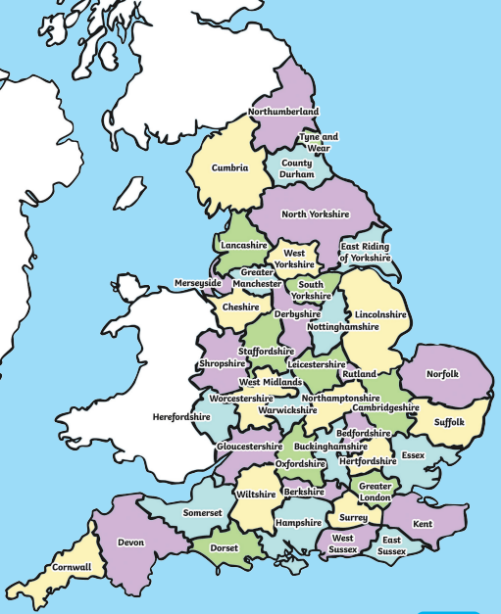 Northumberland
Tyne and
Wear
Cumbria
County
Durham
North Yorkshire
Lancashire
West
Yorkshire
East Riding
of Yorkshire
Merseyside
Greater
Manchester
South
Yorkshire
Cheshire
Derbyshire
Nottinghamshire
Lincolnshire
Staffordshire
Shropshire
Leicestershire
Rutland
Norfolk
West Midlands
Worcestershire
Warwickshire
Northamptonshire
Cambridgeshire
Suffolk
Herefordshire
Gloucestershire
Buckinghamshire
Bedfordshire
Oxfordshire
Hertfordshire
Essex
Wiltshire
Berkshire
Greater
London
Somerset
Hampshire
Surrey
Kent
Devon
Dorset
West
Sussex
East
Sussex
Cornwall